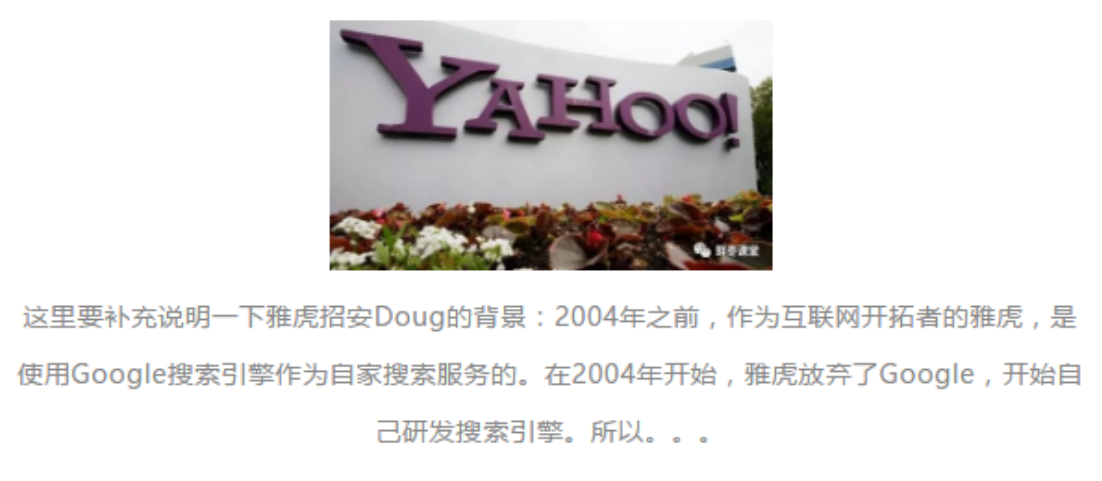 YAHOO!
鲜枣课堂
这里要补充说明一下雅虎招安Doug的背景：2004年之前，作为互联网开拓者的雅虎，是
使用Google搜索引擎作为自家搜索服务的。在2004年开始，雅虎放弃了Google，开始自
己研发搜索引擎。所以。。。